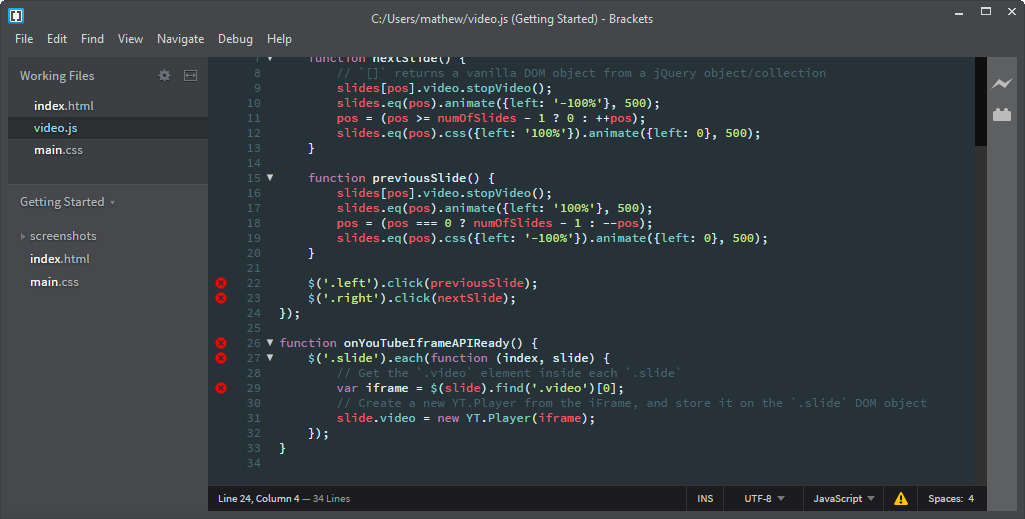 C:/Users/mathew/video.js (Getting Started) - Brackets
File Edit Find View Navigate Debug Help
Working Files
index.html
video.js
main.css
Getting Started
screenshots
index.html
main.css
7 function nextSlide() {
8 // `[]` returns a vanilla DOM object from a jQuery object/collection
9 slides[pos].video.stopVideo();
10 slides.eq(pos).animate({left: '-100%'}, 500);
11 pos = (pos >= numOfSlides - 1 ? 0 : ++pos);
12 slides.eq(pos).css({left: '100%'}).animate({left: 0}, 500);
13 }
14
15 function previousSlide() {
16 slides[pos].video.stopVideo();
17 slides.eq(pos).animate({left: '100%'}, 500);
18 pos = (pos === 0 ? numOfSlides - 1 : --pos);
19 slides.eq(pos).css({left: '-100%'}).animate({left: 0}, 500);
20 }
21
22 $('.left').click(previousSlide);
23 $('.right').click(nextSlide);
24 });
25
26 function onYouTubeIframeAPIReady() {
27 $('.slide').each(function (index, slide) {
28 // Get the `.video` element inside each `.slide`
29 var iframe = $(slide).find('.video')[0];
30 // Create a new YT.Player from the iFrame, and store it on the `.slide` DOM object
31 slide.video = new YT.Player(iframe);
32 });
33 }
34
Line 24, Column 4 — 34 Lines INS UTF-8 JavaScript Spaces: 4